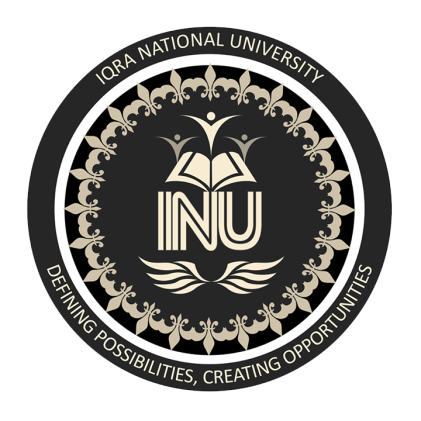 IQRA NATIONAL UNIVERSITY
INU
DEFINING POSSIBILITIES, CREATING OPPORTUNITIES